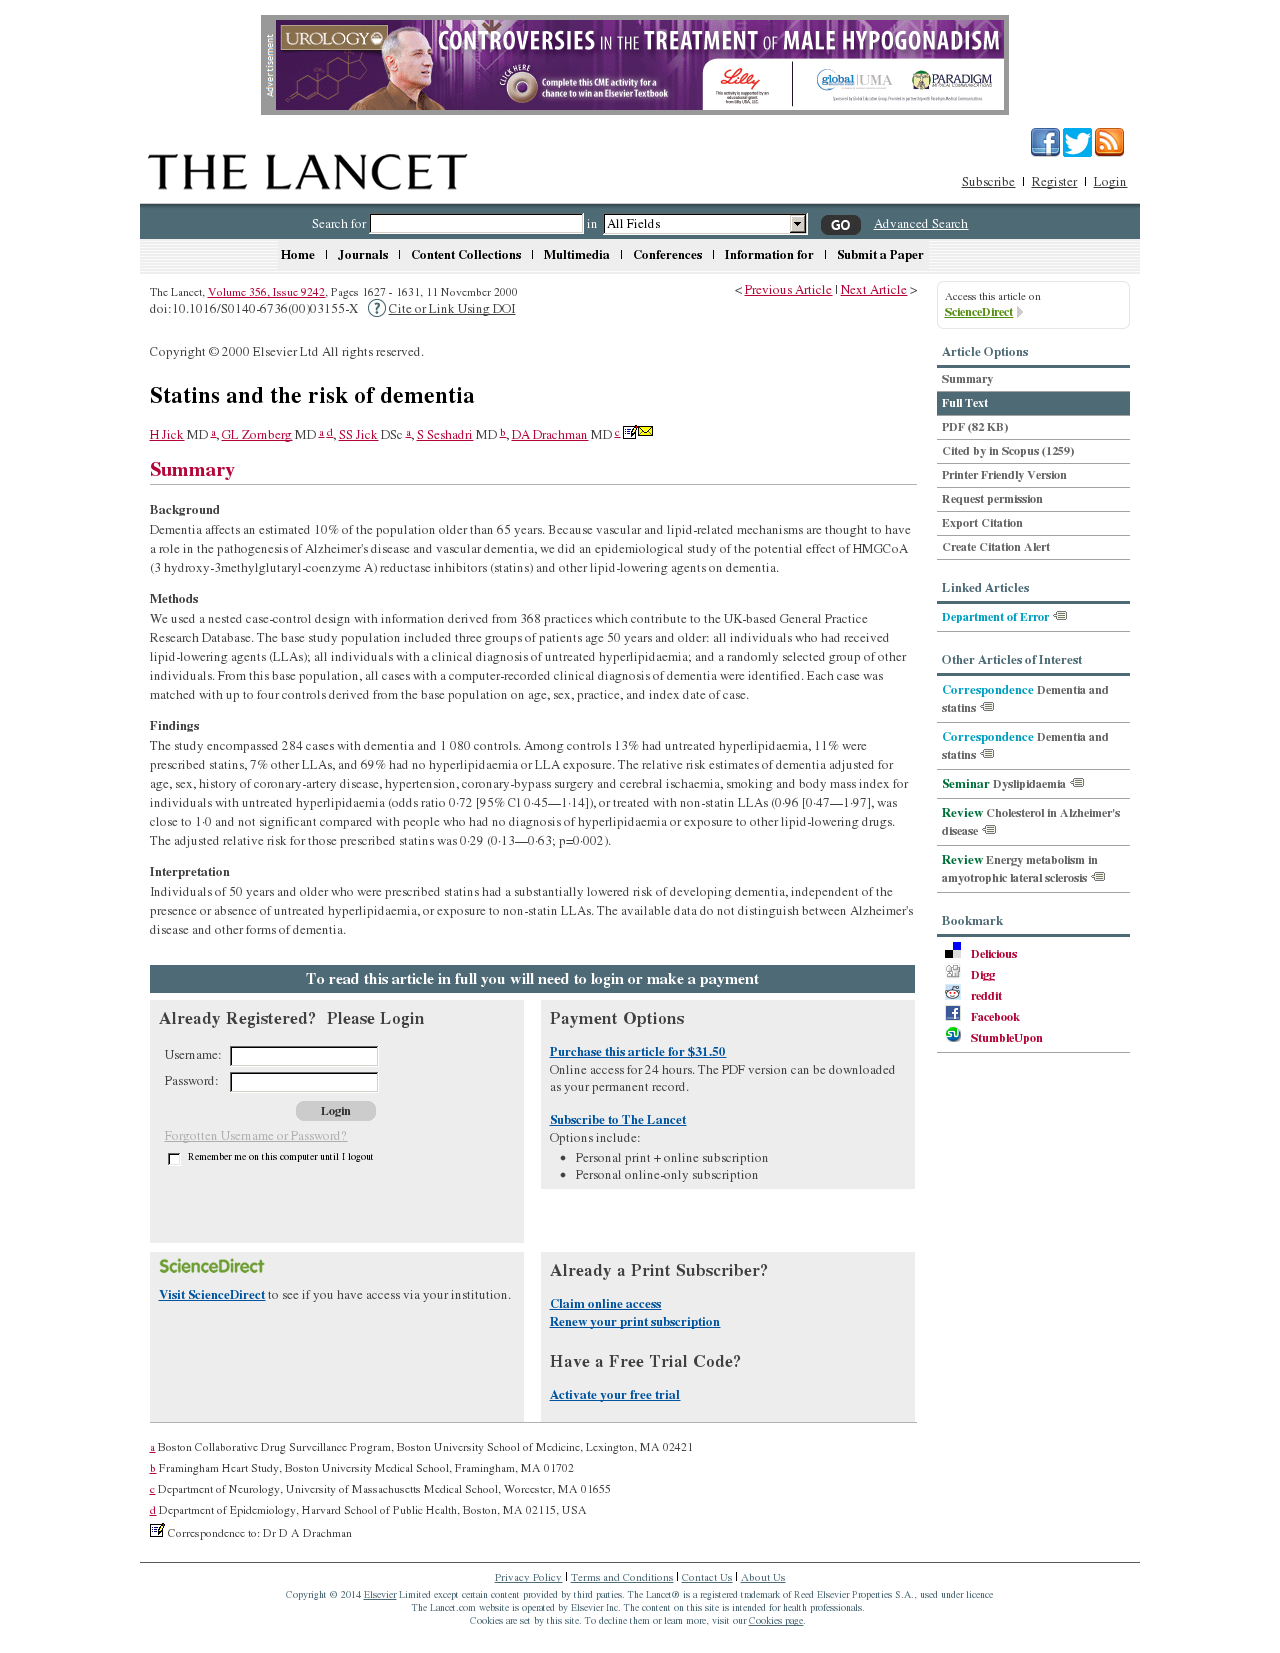 Advertisement
UROLOGY
CONTROVERSIES IN THE TREATMENT OF MALE HYPOGONADISM
CLICK HERE
Complete this CME activity for a
chance to win an Elsevier Textbook
Lilly
This activity is supported by an
educational grant
from Lilly USA, LLC.
global UMA
PARADIGM
MEDICAL COMMUNICATIONS
THE LANCET
Subscribe | Register | Login
Search for in All Fields GO Advanced Search
Home | Journals | Content Collections | Multimedia | Conferences | Information for | Submit a Paper
The Lancet, Volume 356, Issue 9242, Pages 1627 - 1631, 11 November 2000
< Previous Article | Next Article >
doi:10.1016/S0140-6736(00)03155-X ? Cite or Link Using DOI
Copyright © 2000 Elsevier Ltd All rights reserved.
Statins and the risk of dementia
H Jick MD a, GL Zornberg MD a d, SS Jick DSc a, S Seshadri MD b, DA Drachman MD c
Summary
Background
Dementia affects an estimated 10% of the population older than 65 years. Because vascular and lipid-related mechanisms are thought to have
a role in the pathogenesis of Alzheimer's disease and vascular dementia, we did an epidemiological study of the potential effect of HMGCoA
(3 hydroxy-3methylglutaryl-coenzyme A) reductase inhibitors (statins) and other lipid-lowering agents on dementia.
Methods
We used a nested case-control design with information derived from 368 practices which contribute to the UK-based General Practice
Research Database. The base study population included three groups of patients age 50 years and older: all individuals who had received
lipid-lowering agents (LLAs); all individuals with a clinical diagnosis of untreated hyperlipidaemia; and a randomly selected group of other
individuals. From this base population, all cases with a computer-recorded clinical diagnosis of dementia were identified. Each case was
matched with up to four controls derived from the base population on age, sex, practice, and index date of case.
Findings
The study encompassed 284 cases with dementia and 1 080 controls. Among controls 13% had untreated hyperlipidaemia, 11% were
prescribed statins, 7% other LLAs, and 69% had no hyperlipidaemia or LLA exposure. The relative risk estimates of dementia adjusted for
age, sex, history of coronary-artery disease, hypertension, coronary-bypass surgery and cerebral ischaemia, smoking and body mass index for
individuals with untreated hyperlipidaemia (odds ratio 0·72 [95% CI 0·45—1·14]), or treated with non-statin LLAs (0·96 [0·47—1·97], was
close to 1·0 and not significant compared with people who had no diagnosis of hyperlipidaemia or exposure to other lipid-lowering drugs.
The adjusted relative risk for those prescribed statins was 0·29 (0·13—0·63; p=0·002).
Interpretation
Individuals of 50 years and older who were prescribed statins had a substantially lowered risk of developing dementia, independent of the
presence or absence of untreated hyperlipidaemia, or exposure to non-statin LLAs. The available data do not distinguish between Alzheimer's
disease and other forms of dementia.
To read this article in full you will need to login or make a payment
Already Registered? Please Login
Username:
Password:
Login
Forgotten Username or Password?
Remember me on this computer until I logout
Payment Options
Purchase this article for $31.50
Online access for 24 hours. The PDF version can be downloaded
as your permanent record.
Subscribe to The Lancet
Options include:
• Personal print + online subscription
• Personal online-only subscription
ScienceDirect
Visit ScienceDirect to see if you have access via your institution.
Already a Print Subscriber?
Claim online access
Renew your print subscription
Have a Free Trial Code?
Activate your free trial
a Boston Collaborative Drug Surveillance Program, Boston University School of Medicine, Lexington, MA 02421
b Framingham Heart Study, Boston University Medical School, Framingham, MA 01702
c Department of Neurology, University of Massachusetts Medical School, Worcester, MA 01655
d Department of Epidemiology, Harvard School of Public Health, Boston, MA 02115, USA
Correspondence to: Dr D A Drachman
Access this article on
ScienceDirect
Article Options
Summary
Full Text
PDF (82 KB)
Cited by in Scopus (1259)
Printer Friendly Version
Request permission
Export Citation
Create Citation Alert
Linked Articles
Department of Error
Other Articles of Interest
Correspondence Dementia and
statins
Correspondence Dementia and
statins
Seminar Dyslipidaemia
Review Cholesterol in Alzheimer's
disease
Review Energy metabolism in
amyotrophic lateral sclerosis
Bookmark
Delicious
Digg
reddit
Facebook
StumbleUpon
Privacy Policy | Terms and Conditions | Contact Us | About Us
Copyright © 2014 Elsevier Limited except certain content provided by third parties. The Lancet® is a registered trademark of Reed Elsevier Properties S.A., used under licence
The Lancet.com website is operated by Elsevier Inc. The content on this site is intended for health professionals.
Cookies are set by this site. To decline them or learn more, visit our Cookies page.